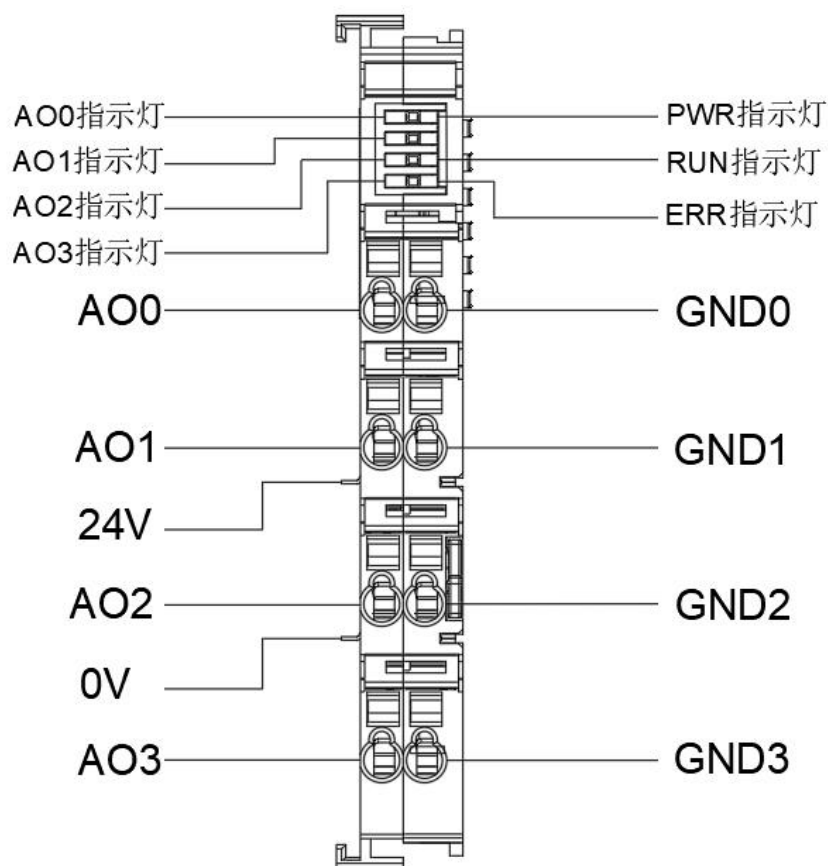 AO0指示灯
PWR指示灯
AO1指示灯
RUN指示灯
AO2指示灯
ERR指示灯
AO3指示灯
AO0
GND0
AO1
GND1
24V
AO2
GND2
0V
AO3
GND3